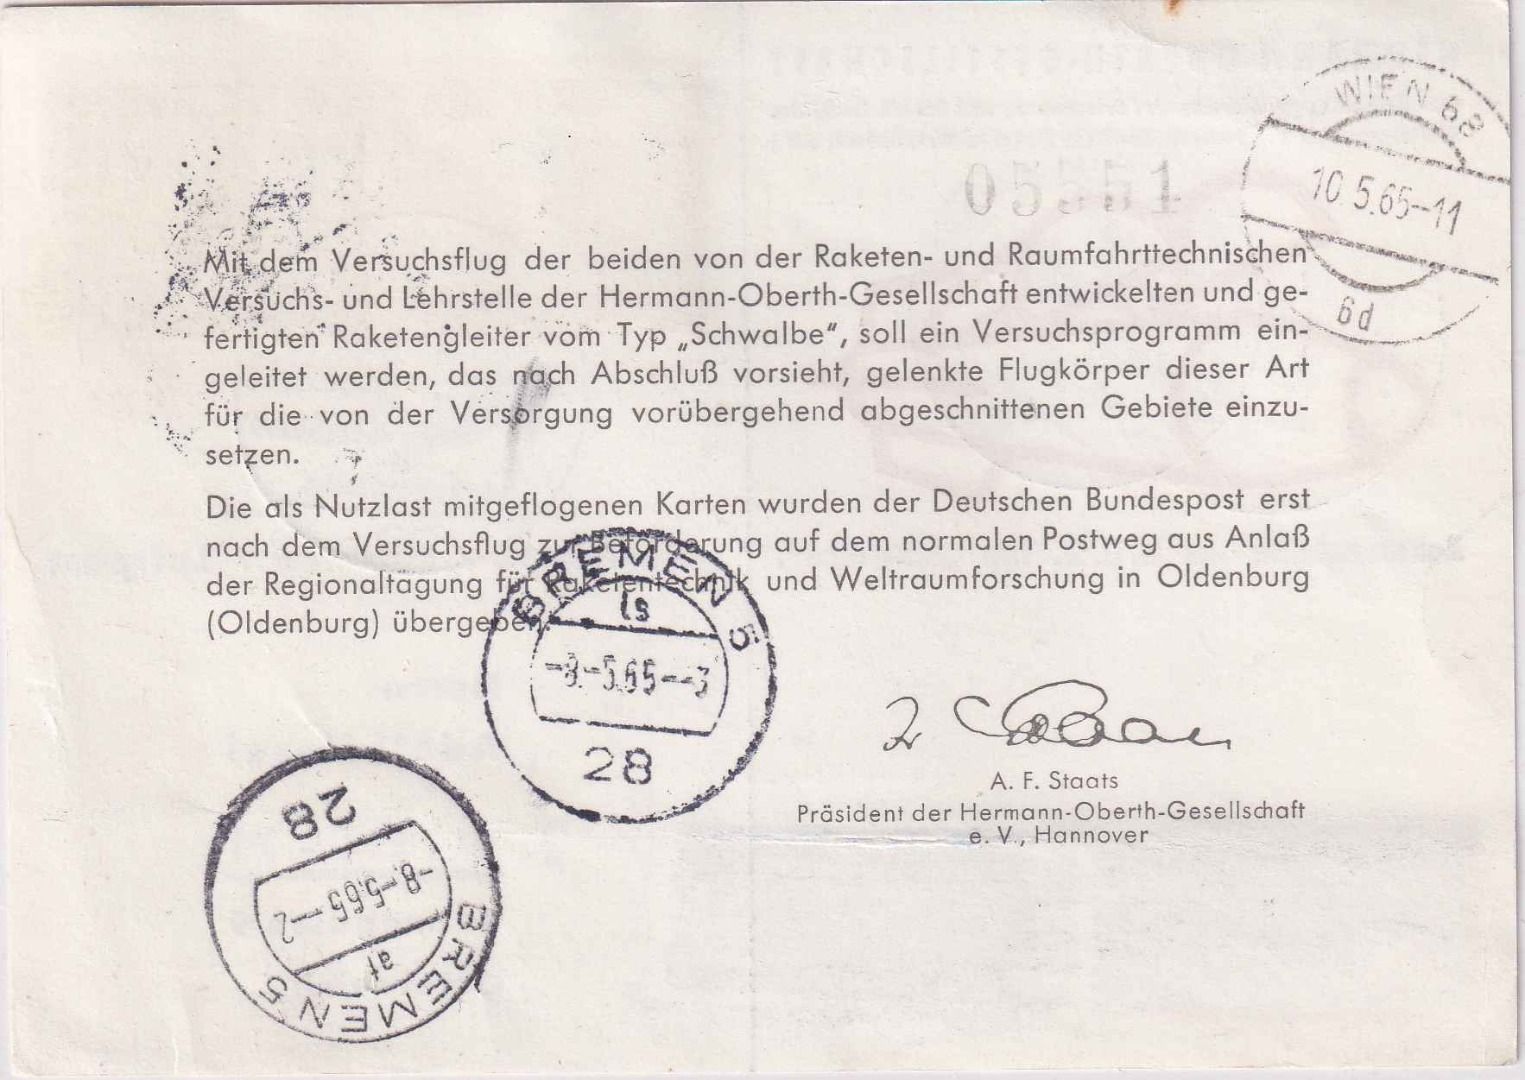 WIEN 68
10 5.65--11
6d
Mit dem Versuchsflug der beiden von der Raketen- und Raumfahrttechnischen
Versuchs- und Lehrstelle der Hermann-Oberth-Gesellschaft entwickelten und ge-
fertigten Raketengleiter vom Typ „Schwalbe“, soll ein Versuchsprogramm ein-
geleitet werden, das nach Abschluß vorsieht, gelenkte Flugkörper dieser Art
für die von der Versorgung vorübergehend abgeschnittenen Gebiete einzu-
setzen.
Die als Nutzlast mitgeflogenen Karten wurden der Deutschen Bundespost erst
nach dem Versuchsflug zur Beförderung auf dem normalen Postweg aus Anlaß
der Regionaltagung für Raketentechnik und Weltraumforschung in Oldenburg
(Oldenburg) übergeben.
BREMEN 5
ls
-8.-5.65--3
28
A. F. Staats
Präsident der Hermann-Oberth-Gesellschaft
e. V., Hannover
28
-8.-5.65--2
af
BREMEN 5